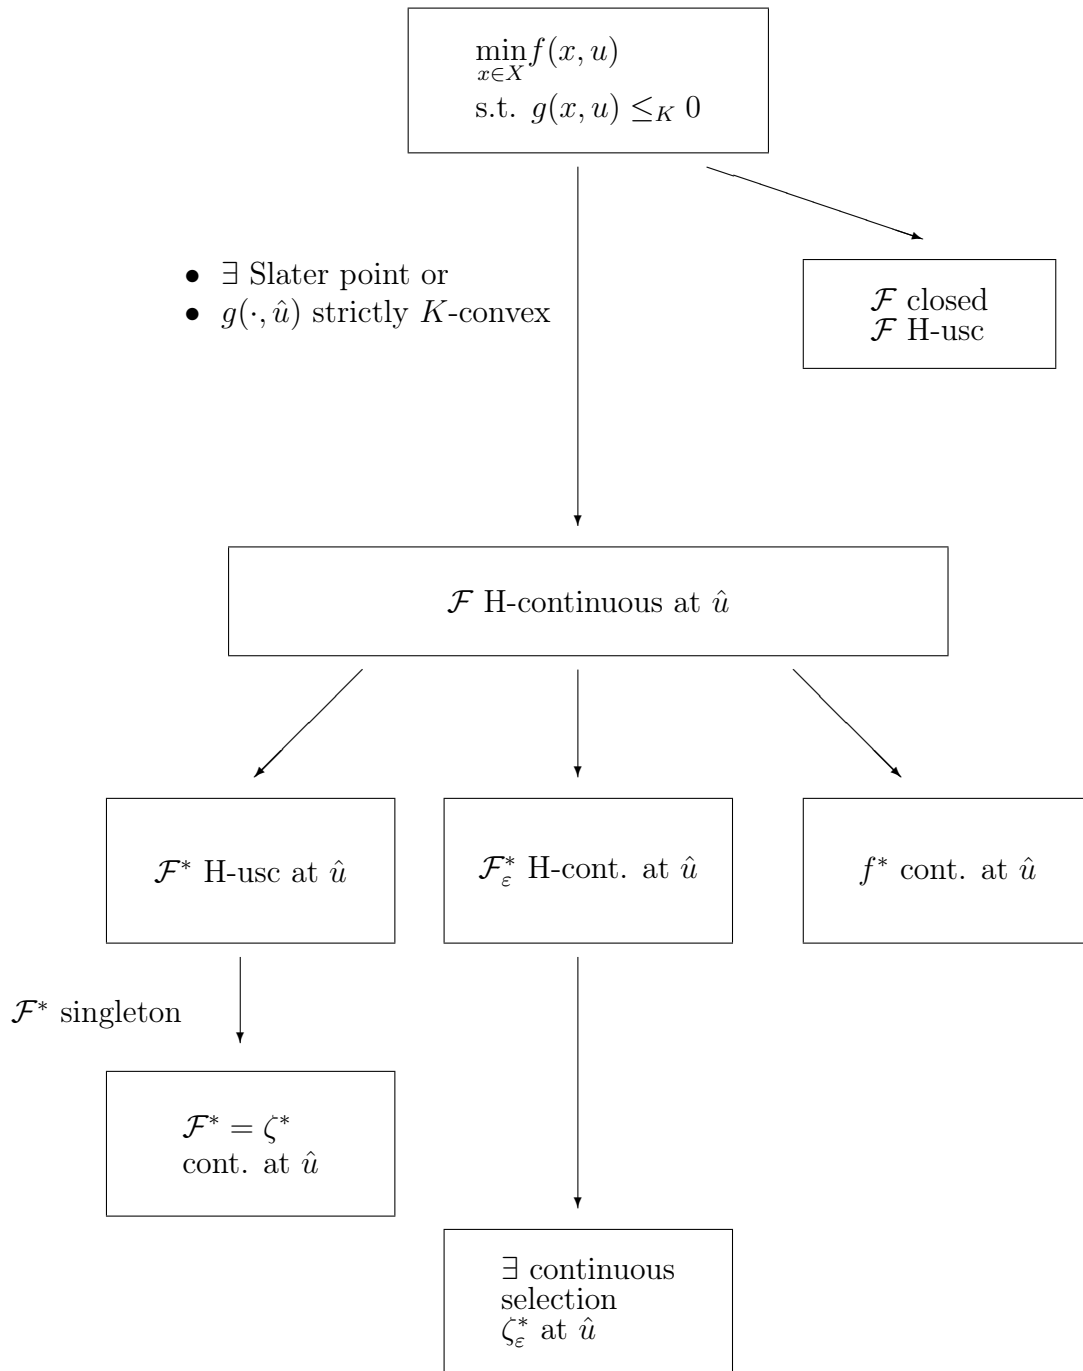 min f(x, u)
x∈X
s.t. g(x, u) ≤_K 0
• ∃ Slater point or
• g(·, û) strictly K-convex
ℱ closed
ℱ H-usc
ℱ H-continuous at û
ℱ* H-usc at û
ℱ*_ε H-cont. at û
f* cont. at û
ℱ* singleton
ℱ* = ζ*
cont. at û
∃ continuous
selection
ζ*_ε at û